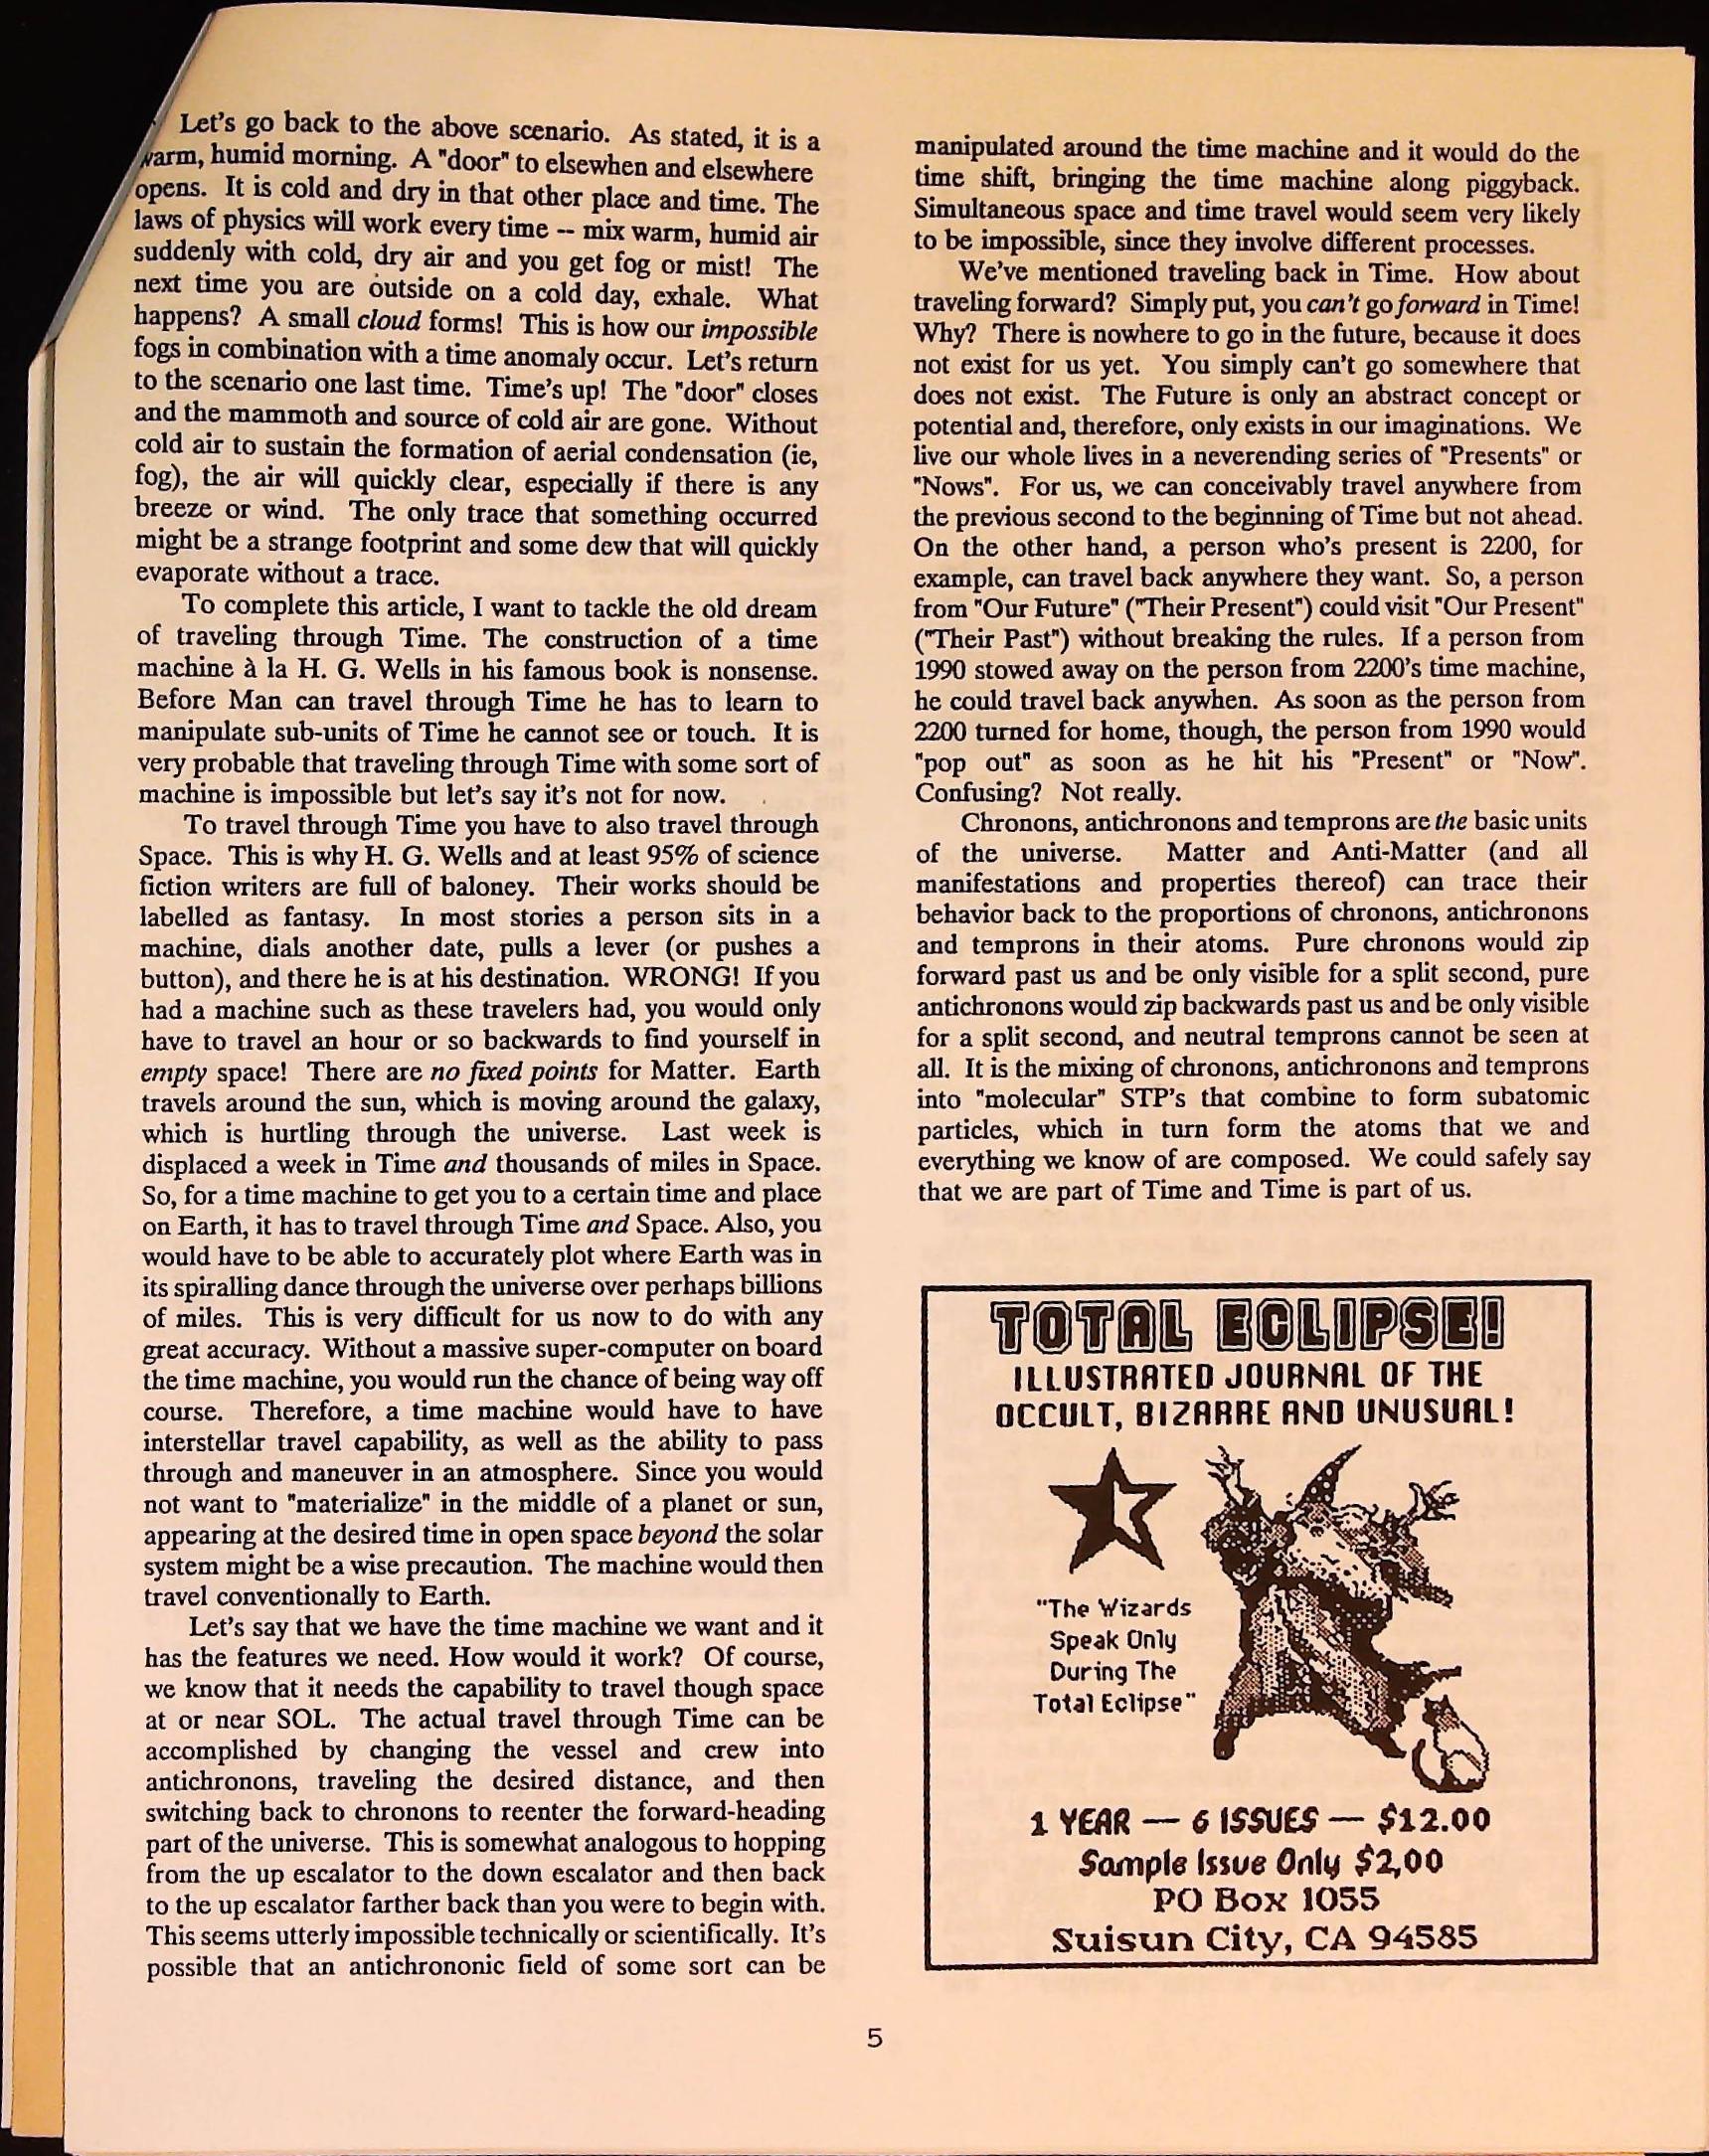 Let's go back to the above scenario. As stated, it is a
warm, humid morning. A "door" to elsewhen and elsewhere
opens. It is cold and dry in that other place and time. The
laws of physics will work every time -- mix warm, humid air
suddenly with cold, dry air and you get fog or mist! The
next time you are outside on a cold day, exhale. What
happens? A small cloud forms! This is how our impossible
fogs in combination with a time anomaly occur. Let's return
to the scenario one last time. Time's up! The "door" closes
and the mammoth and source of cold air are gone. Without
cold air to sustain the formation of aerial condensation (ie,
fog), the air will quickly clear, especially if there is any
breeze or wind. The only trace that something occurred
might be a strange footprint and some dew that will quickly
evaporate without a trace.
To complete this article, I want to tackle the old dream
of traveling through Time. The construction of a time
machine à la H. G. Wells in his famous book is nonsense.
Before Man can travel through Time he has to learn to
manipulate sub-units of Time he cannot see or touch. It is
very probable that traveling through Time with some sort of
machine is impossible but let's say it's not for now.
To travel through Time you have to also travel through
Space. This is why H. G. Wells and at least 95% of science
fiction writers are full of baloney. Their works should be
labelled as fantasy. In most stories a person sits in a
machine, dials another date, pulls a lever (or pushes a
button), and there he is at his destination. WRONG! If you
had a machine such as these travelers had, you would only
have to travel an hour or so backwards to find yourself in
empty space! There are no fixed points for Matter. Earth
travels around the sun, which is moving around the galaxy,
which is hurtling through the universe. Last week is
displaced a week in Time and thousands of miles in Space.
So, for a time machine to get you to a certain time and place
on Earth, it has to travel through Time and Space. Also, you
would have to be able to accurately plot where Earth was in
its spiralling dance through the universe over perhaps billions
of miles. This is very difficult for us now to do with any
great accuracy. Without a massive super-computer on board
the time machine, you would run the chance of being way off
course. Therefore, a time machine would have to have
interstellar travel capability, as well as the ability to pass
through and maneuver in an atmosphere. Since you would
not want to "materialize" in the middle of a planet or sun,
appearing at the desired time in open space beyond the solar
system might be a wise precaution. The machine would then
travel conventionally to Earth.
Let's say that we have the time machine we want and it
has the features we need. How would it work? Of course,
we know that it needs the capability to travel though space
at or near SOL. The actual travel through Time can be
accomplished by changing the vessel and crew into
antichronons, traveling the desired distance, and then
switching back to chronons to reenter the forward-heading
part of the universe. This is somewhat analogous to hopping
from the up escalator to the down escalator and then back
to the up escalator farther back than you were to begin with.
This seems utterly impossible technically or scientifically. It's
possible that an antichrononic field of some sort can be
manipulated around the time machine and it would do the
time shift, bringing the time machine along piggyback.
Simultaneous space and time travel would seem very likely
to be impossible, since they involve different processes.
We've mentioned traveling back in Time. How about
traveling forward? Simply put, you can't go forward in Time!
Why? There is nowhere to go in the future, because it does
not exist for us yet. You simply can't go somewhere that
does not exist. The Future is only an abstract concept or
potential and, therefore, only exists in our imaginations. We
live our whole lives in a neverending series of "Presents" or
"Nows". For us, we can conceivably travel anywhere from
the previous second to the beginning of Time but not ahead.
On the other hand, a person who's present is 2200, for
example, can travel back anywhere they want. So, a person
from "Our Future" ("Their Present") could visit "Our Present"
("Their Past") without breaking the rules. If a person from
1990 stowed away on the person from 2200's time machine,
he could travel back anywhen. As soon as the person from
2200 turned for home, though, the person from 1990 would
"pop out" as soon as he hit his "Present" or "Now".
Confusing? Not really.
Chronons, antichronons and temprons are the basic units
of the universe. Matter and Anti-Matter (and all
manifestations and properties thereof) can trace their
behavior back to the proportions of chronons, antichronons
and temprons in their atoms. Pure chronons would zip
forward past us and be only visible for a split second, pure
antichronons would zip backwards past us and be only visible
for a split second, and neutral temprons cannot be seen at
all. It is the mixing of chronons, antichronons and temprons
into "molecular" STP's that combine to form subatomic
particles, which in turn form the atoms that we and
everything we know of are composed. We could safely say
that we are part of Time and Time is part of us.
TOTAL ECLIPSE!
ILLUSTRATED JOURNAL OF THE
OCCULT, BIZARRE AND UNUSUAL!
"The Wizards
Speak Only
During The
Total Eclipse"
1 YEAR — 6 ISSUES — $12.00
Sample Issue Only $2,00
PO Box 1055
Suisun City, CA 94585
5